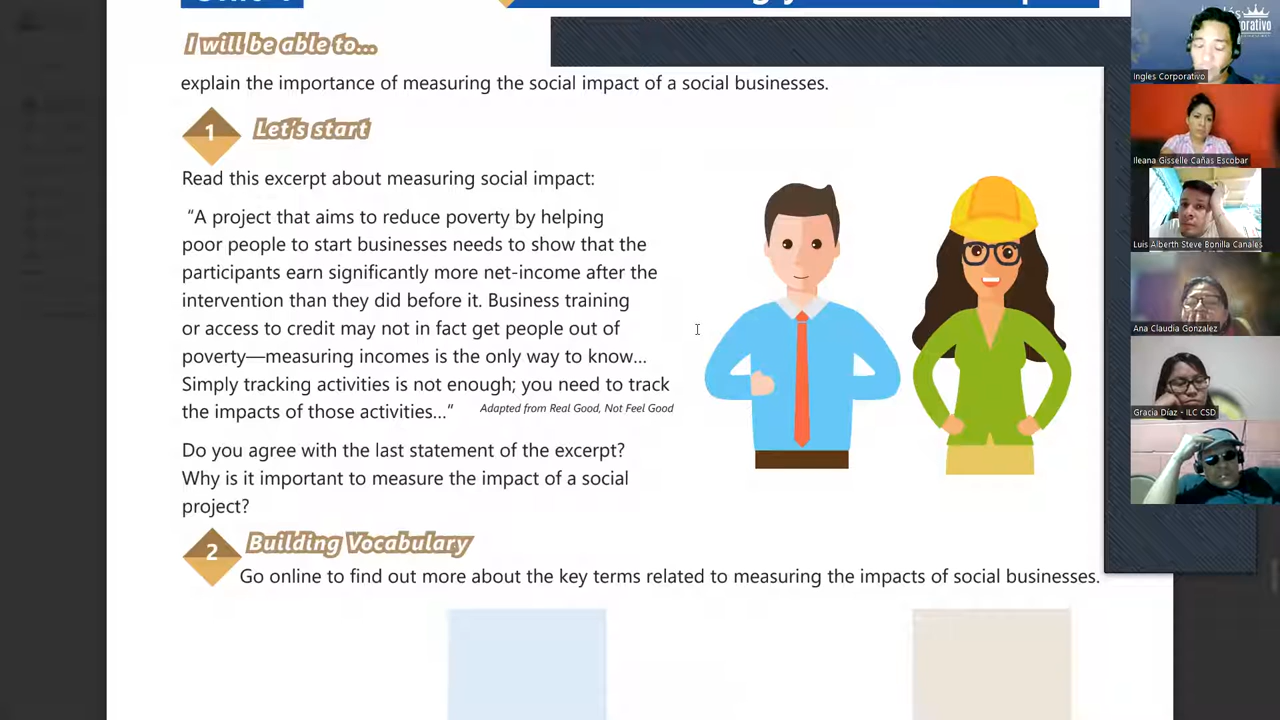 I will be able to...
explain the importance of measuring the social impact of a social businesses.
1
Let's start
Read this excerpt about measuring social impact:
“A project that aims to reduce poverty by helping
poor people to start businesses needs to show that the
participants earn significantly more net-income after the
intervention than they did before it. Business training
or access to credit may not in fact get people out of
poverty—measuring incomes is the only way to know...
Simply tracking activities is not enough; you need to track
the impacts of those activities...”
Adapted from Real Good, Not Feel Good
Do you agree with the last statement of the excerpt?
Why is it important to measure the impact of a social
project?
2
Building Vocabulary
Go online to find out more about the key terms related to measuring the impacts of social businesses.
Ingles Corporativo
Ileana Gisselle Cañas Escobar
Luis Alberth Steve Bonilla Canales
Ana Claudia Gonzalez
Gracia Díaz - ILC CSD